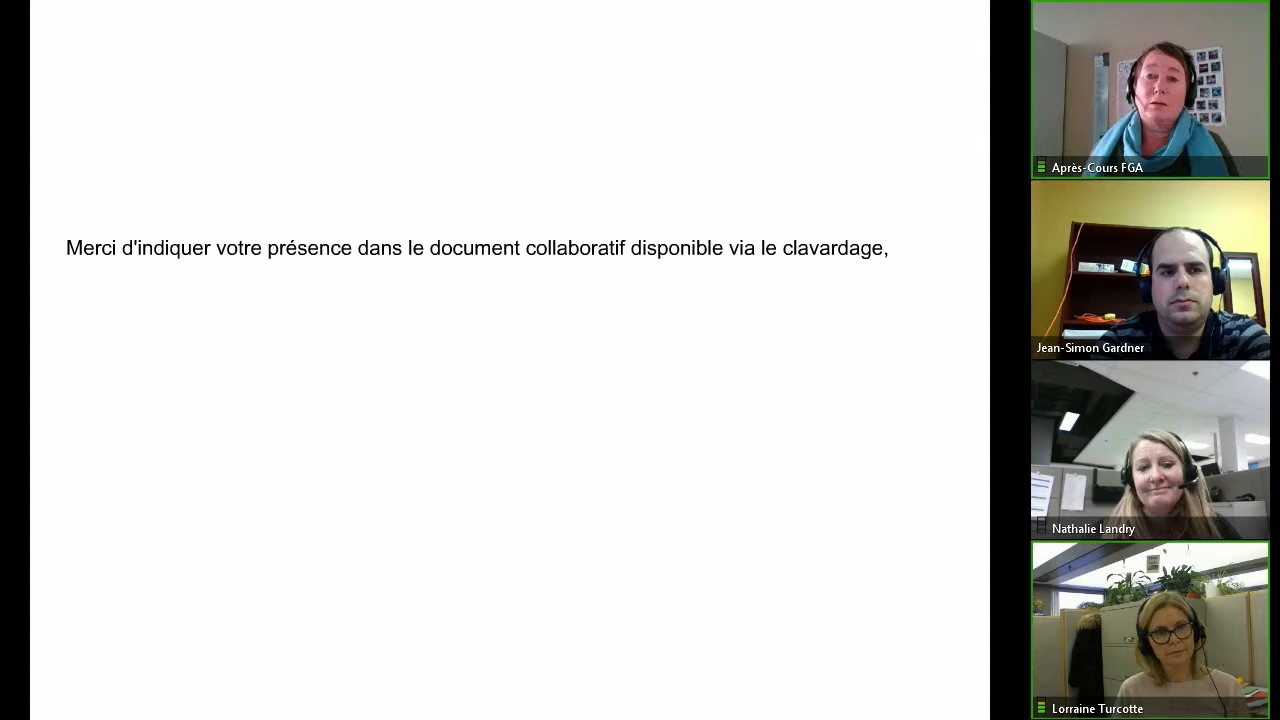 Merci d'indiquer votre présence dans le document collaboratif disponible via le clavardage,
Après-Cours FGA
Jean-Simon Gardner
Nathalie Landry
Lorraine Turcotte